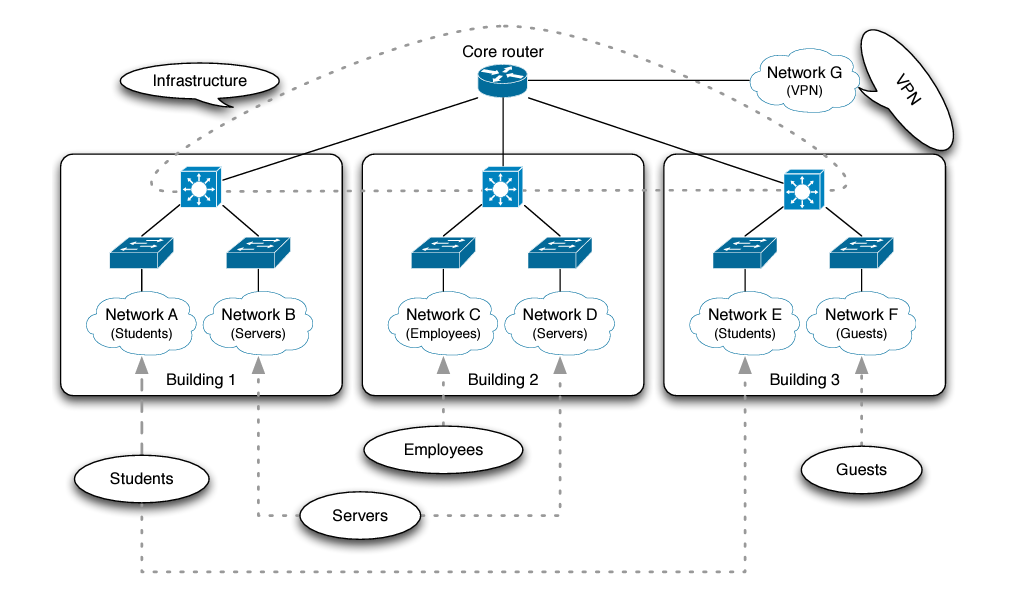 Core router
Infrastructure
Network G
(VPN)
VPN
Network A
(Students)
Network B
(Servers)
Building 1
Network C
(Employees)
Network D
(Servers)
Building 2
Network E
(Students)
Network F
(Guests)
Building 3
Employees
Students
Guests
Servers